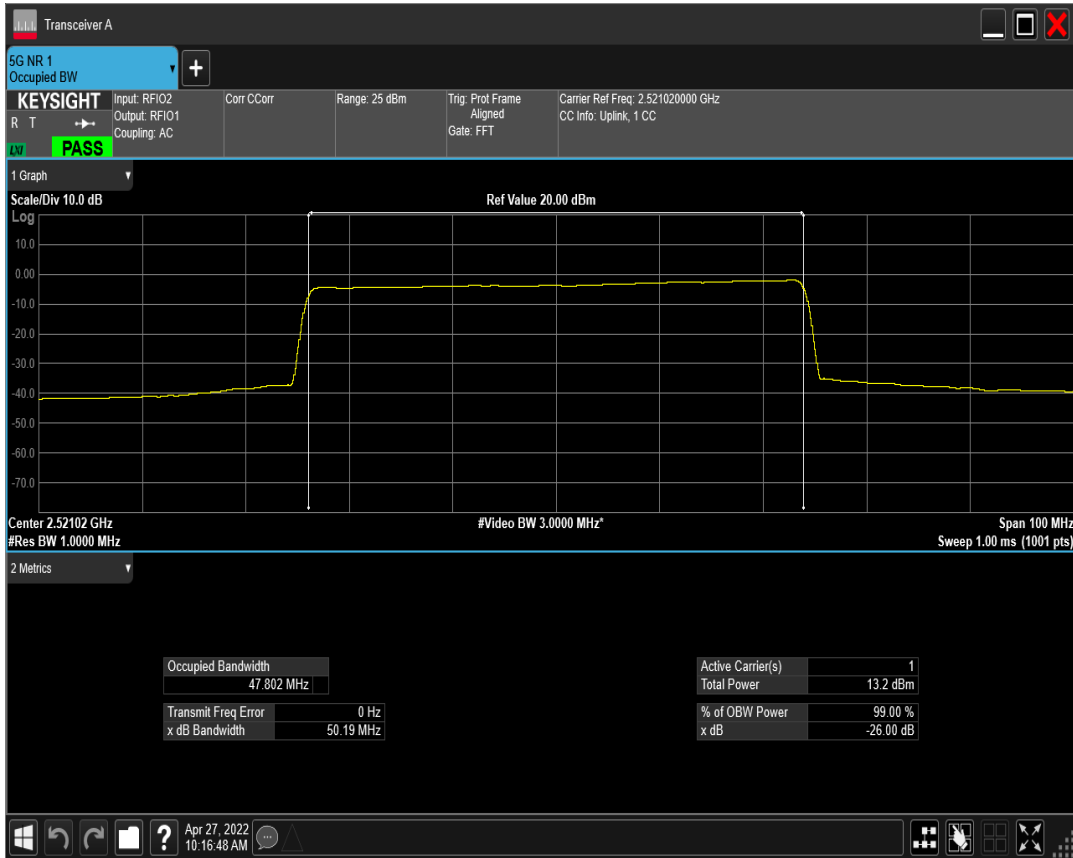 Transceiver A
5G NR 1
Occupied BW
KEYSIGHT
R T
LXI
PASS
Input: RFIO2
Output: RFIO1
Coupling: AC
Corr CCorr
Range: 25 dBm
Trig: Prot Frame
Aligned
Gate: FFT
Carrier Ref Freq: 2.521020000 GHz
CC Info: Uplink, 1 CC
1 Graph
Scale/Div 10.0 dB
Ref Value 20.00 dBm
Log
10.0
0.00
-10.0
-20.0
-30.0
-40.0
-50.0
-60.0
-70.0
Center 2.52102 GHz
#Video BW 3.0000 MHz*
Span 100 MHz
#Res BW 1.0000 MHz
Sweep 1.00 ms (1001 pts)
2 Metrics
Occupied Bandwidth
47.802 MHz
Transmit Freq Error 0 Hz
x dB Bandwidth 50.19 MHz
Active Carrier(s) 1
Total Power 13.2 dBm
% of OBW Power 99.00 %
x dB -26.00 dB
?
Apr 27, 2022
10:16:48 AM